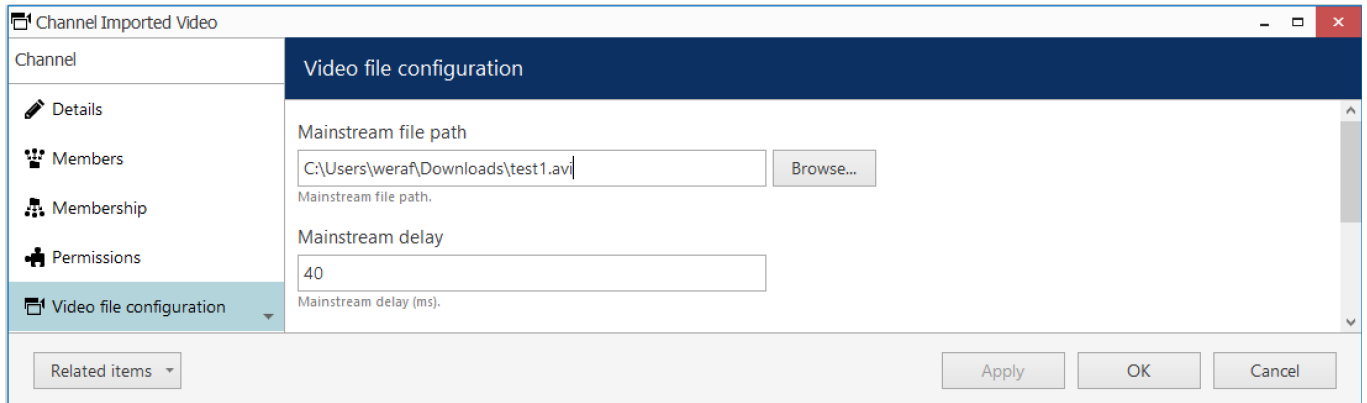 Channel Imported Video
Channel
Details
Members
Membership
Permissions
Video file configuration
Video file configuration
Mainstream file path
C:\Users\weraf\Downloads\test1.avi
Browse...
Mainstream file path.
Mainstream delay
40
Mainstream delay (ms).
Related items
Apply
OK
Cancel